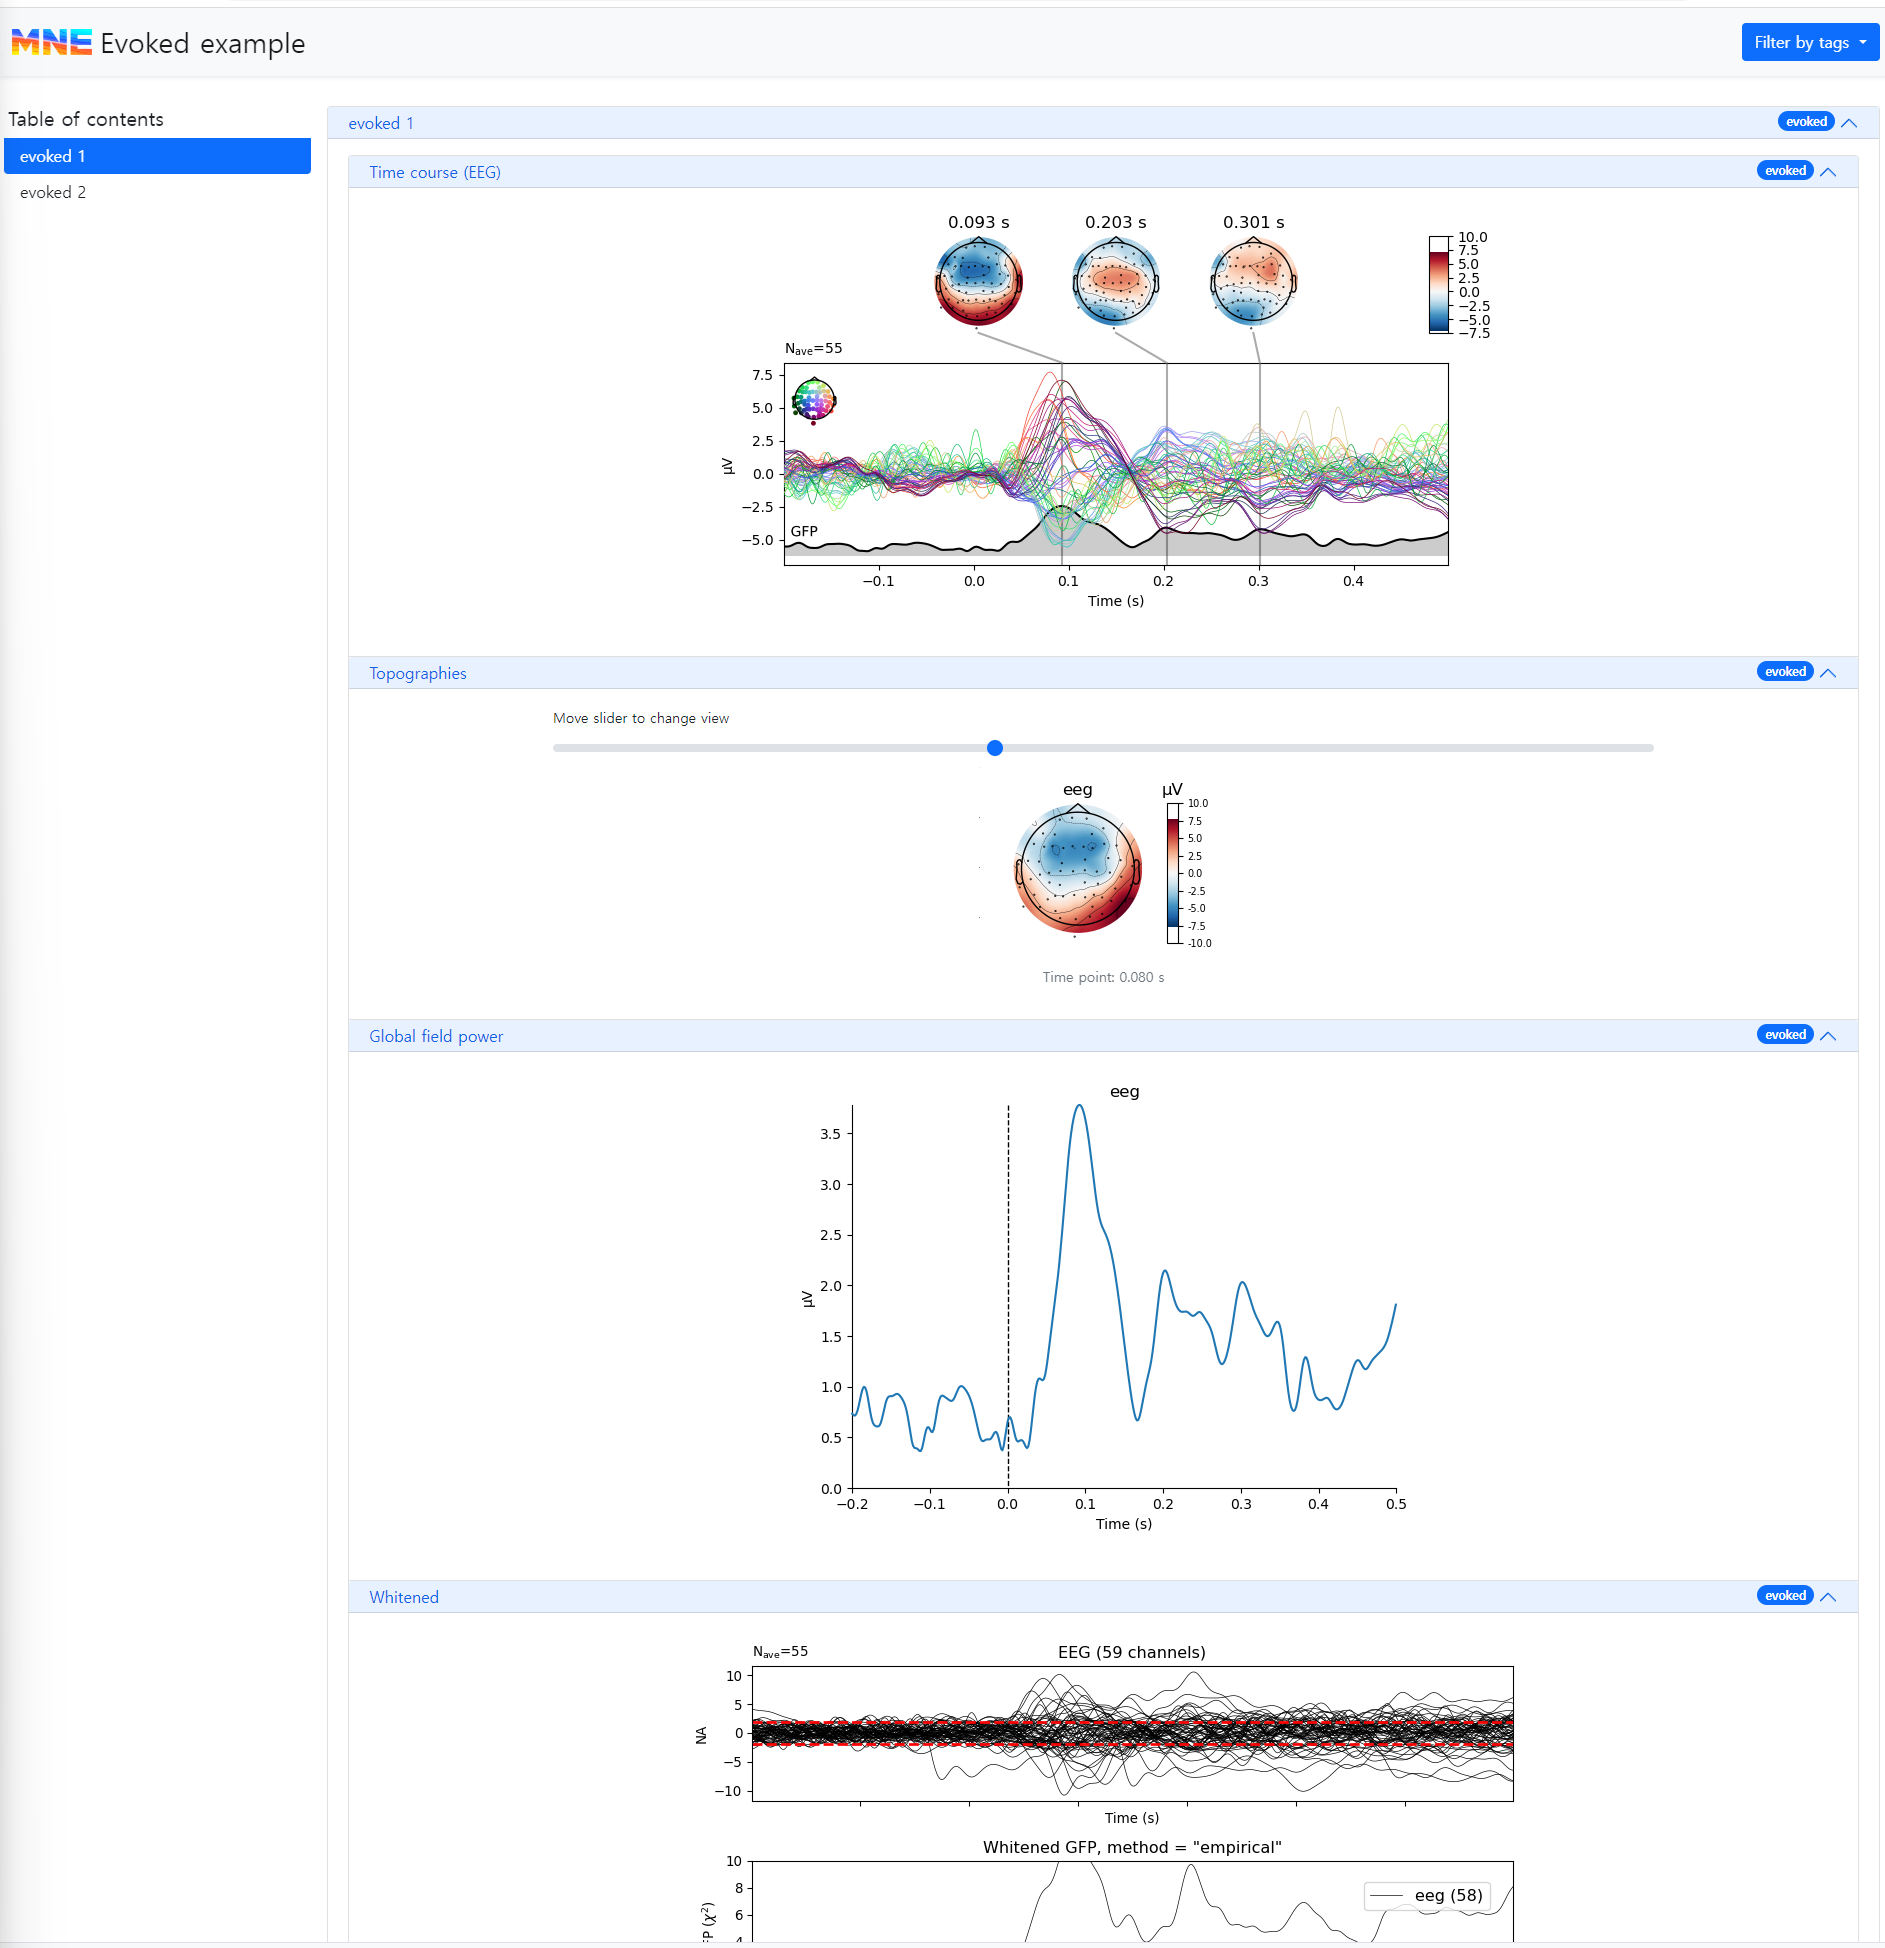 MNE Evoked example
Filter by tags
Table of contents
evoked 1
evoked 2
evoked 1
evoked
Time course (EEG)
evoked
0.093 s
0.203 s
0.301 s
10.0
7.5
5.0
2.5
0.0
−2.5
−5.0
−7.5
Nave=55
7.5
5.0
2.5
0.0
−2.5
−5.0
µV
GFP
−0.1
0.0
0.1
0.2
0.3
0.4
Time (s)
Topographies
evoked
Move slider to change view
eeg
µV
10.0
7.5
5.0
2.5
0.0
-2.5
-5.0
-7.5
-10.0
Time point: 0.080 s
Global field power
evoked
eeg
3.5
3.0
2.5
2.0
1.5
1.0
0.5
0.0
µV
−0.2
−0.1
0.0
0.1
0.2
0.3
0.4
0.5
Time (s)
Whitened
evoked
Nave=55
EEG (59 channels)
10
5
0
−5
−10
NA
Time (s)
Whitened GFP, method = "empirical"
10
8
6
4
FP (χ²)
eeg (58)